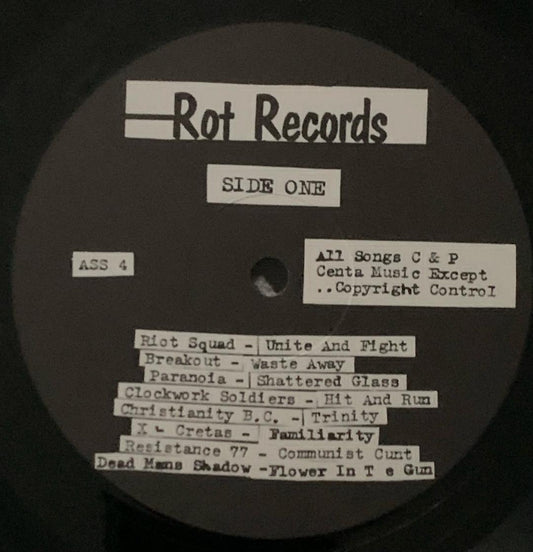 Rot Records
SIDE ONE
ASS 4
All Songs C & P
Centa Music Except
..Copyright Control
Riot Squad - Unite And Fight
Breakout - Waste Away
Paranoia - Shattered Glass
Clockwork Soldiers - Hit And Run
Christianity B.C. - Trinity
X - Cretas - Familiarity
Resistance 77 - Communist Cunt
Dead Mans Shadow -Flower In T e Gun